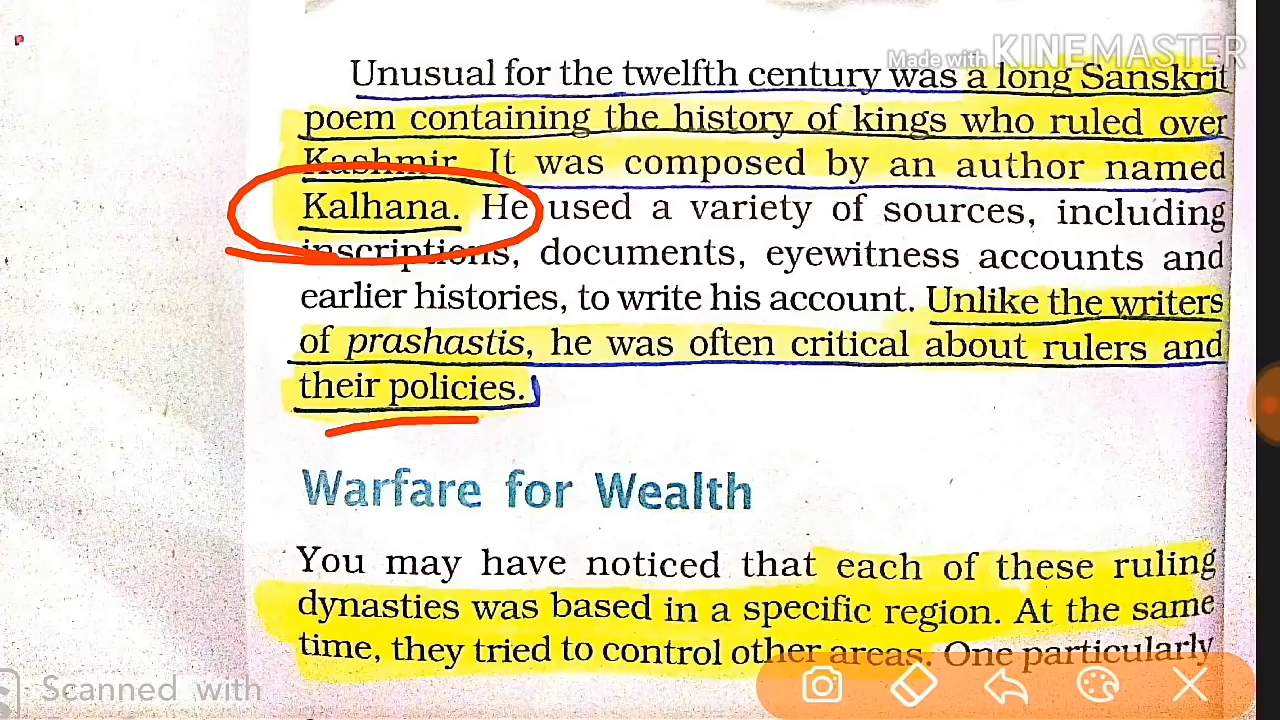 Made with KINEMASTER
Unusual for the twelfth century was a long Sanskrit
poem containing the history of kings who ruled over
Kashmir. It was composed by an author named
Kalhana. He used a variety of sources, including
inscriptions, documents, eyewitness accounts and
earlier histories, to write his account. Unlike the writers
of prashastis, he was often critical about rulers and
their policies.
Warfare for Wealth
You may have noticed that each of these ruling
dynasties was based in a specific region. At the same
time, they tried to control other areas. One particularly
Scanned with